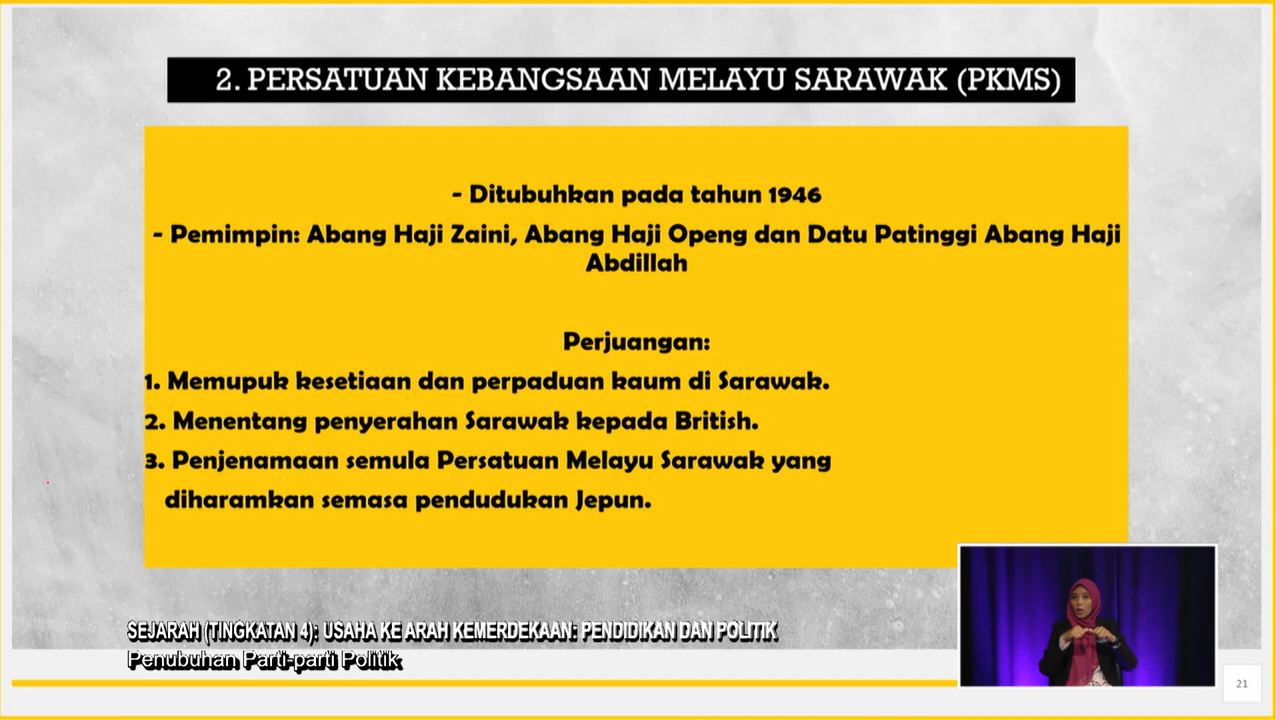 2. PERSATUAN KEBANGSAAN MELAYU SARAWAK (PKMS)
- Ditubuhkan pada tahun 1946
- Pemimpin: Abang Haji Zaini, Abang Haji Openg dan Datu Patinggi Abang Haji
Abdillah
Perjuangan:
1. Memupuk kesetiaan dan perpaduan kaum di Sarawak.
2. Menentang penyerahan Sarawak kepada British.
3. Penjenamaan semula Persatuan Melayu Sarawak yang
diharamkan semasa pendudukan Jepun.
SEJARAH (TINGKATAN 4): USAHA KE ARAH KEMERDEKAAN: PENDIDIKAN DAN POLITIK
Penubuhan Parti-parti Politik
21